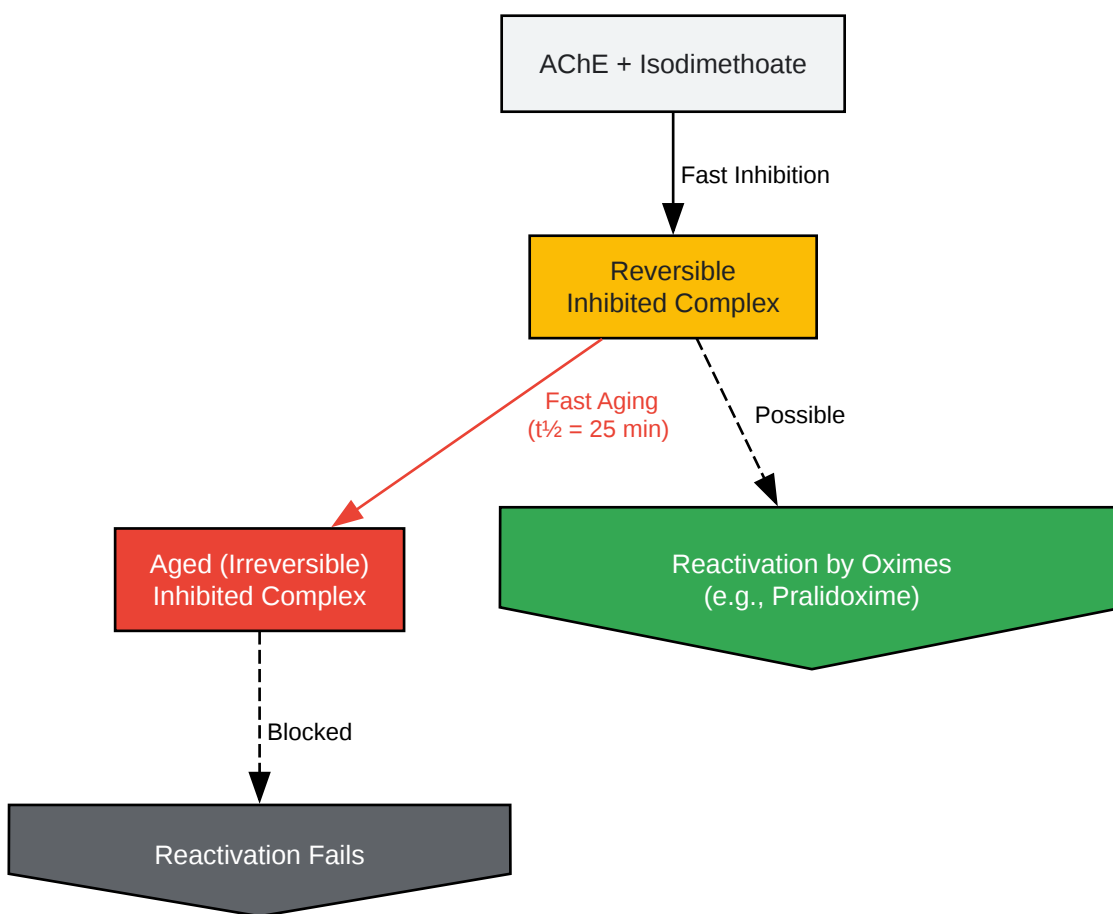 AChE + Isodimethoate
Fast Inhibition
Reversible
Inhibited Complex
Fast Aging
(t½ = 25 min)
Possible
Aged (Irreversible)
Inhibited Complex
Reactivation by Oximes
(e.g., Pralidoxime)
Blocked
Reactivation Fails